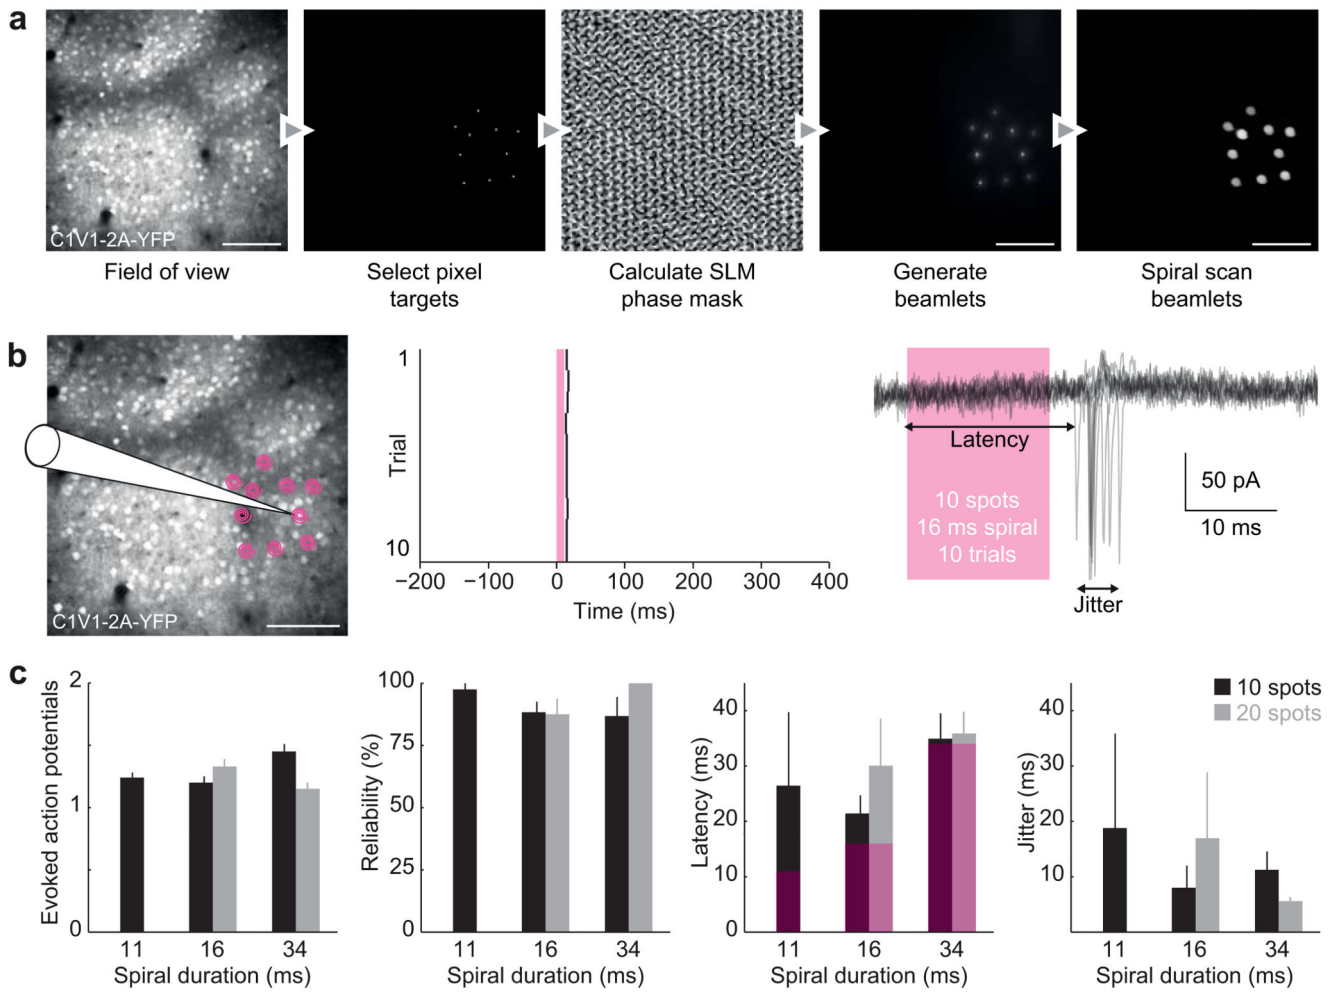 a
C1V1-2A-YFP
Field of view
Select pixel
targets
Calculate SLM
phase mask
Generate
beamlets
Spiral scan
beamlets
b
C1V1-2A-YFP
Trial
1
10
−200
−100
0
100
200
300
400
Time (ms)
Latency
10 spots
16 ms spiral
10 trials
50 pA
10 ms
Jitter
c
Evoked action potentials
2
1
0
11
16
34
Spiral duration (ms)
Reliability (%)
100
75
50
25
0
11
16
34
Spiral duration (ms)
Latency (ms)
40
30
20
10
0
11
16
34
Spiral duration (ms)
Jitter (ms)
40
30
20
10
11
16
34
Spiral duration (ms)
10 spots
20 spots